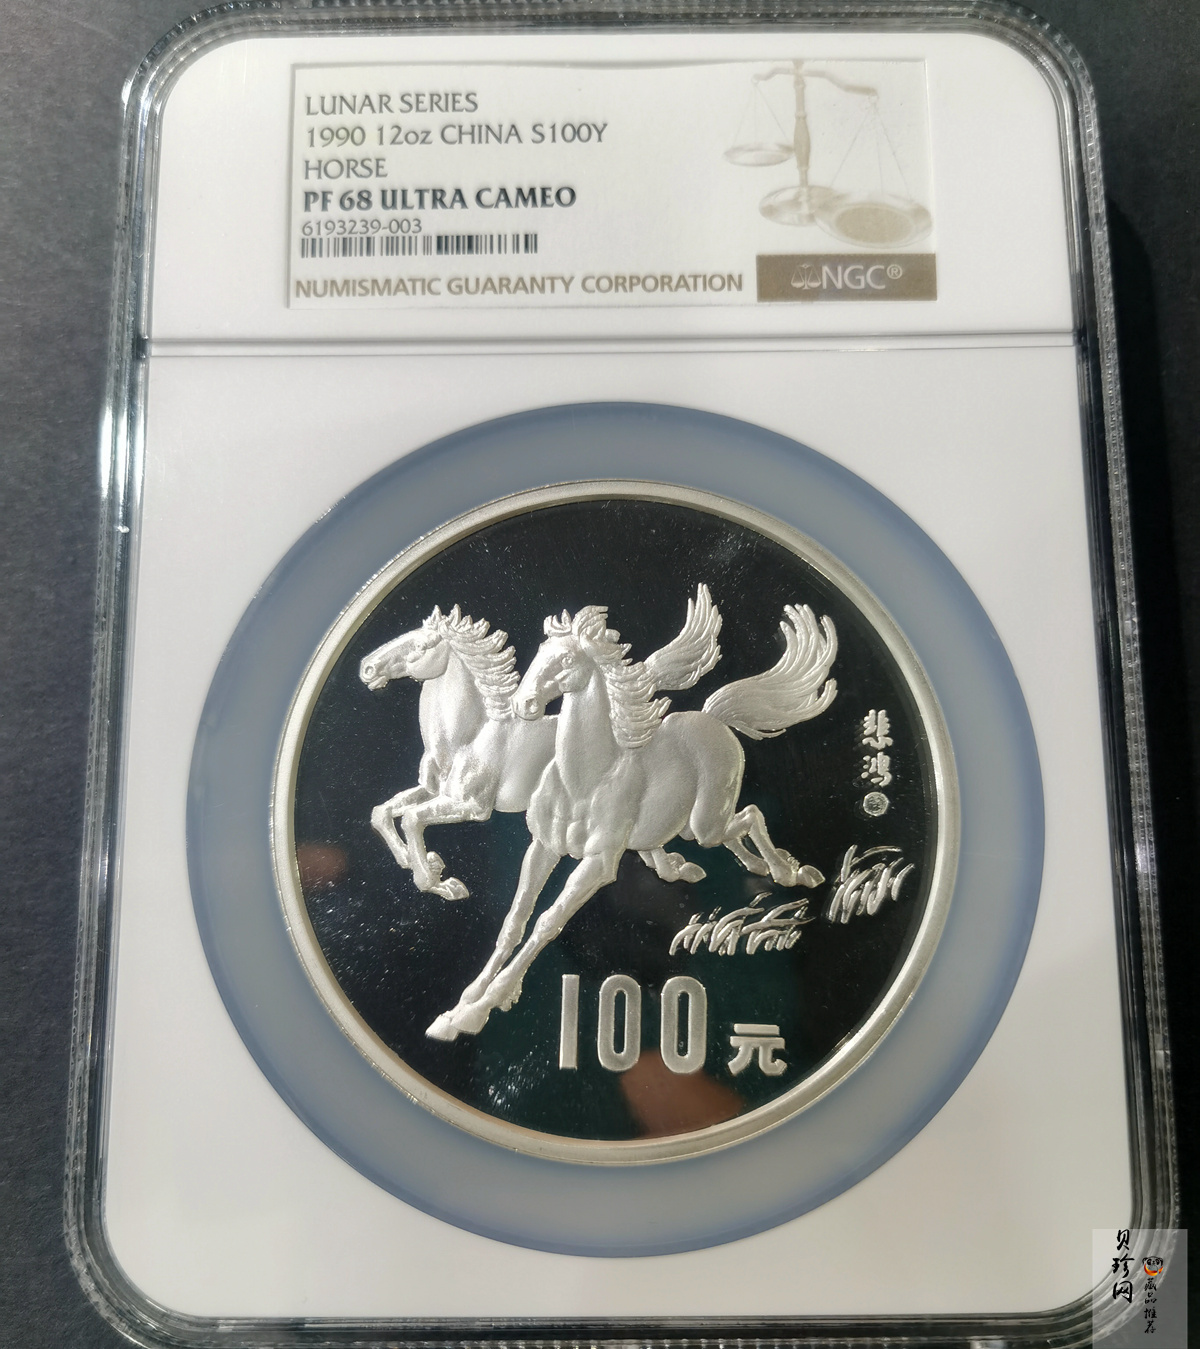 LUNAR SERIES
1990 12oz CHINA S100Y
HORSE
PF 68 ULTRA CAMEO
6193239-003
NUMISMATIC GUARANTY CORPORATION
NGC®
悲鸿
100元
贝珍网
藏品推荐